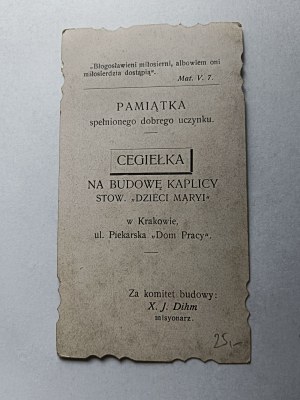 „Błogosławieni miłosierni, albowiem oni
miłosierdzia dostąpią".
Mat. V. 7.
PAMIĄTKA
spełnionego dobrego uczynku.
CEGIEŁKA
NA BUDOWĘ KAPLICY
STOW. „DZIECI MARYI"
w Krakowie,
ul. Piekarska „Dom Pracy".
Za komitet budowy:
X. J. Dihm
misyonarz.
25,–